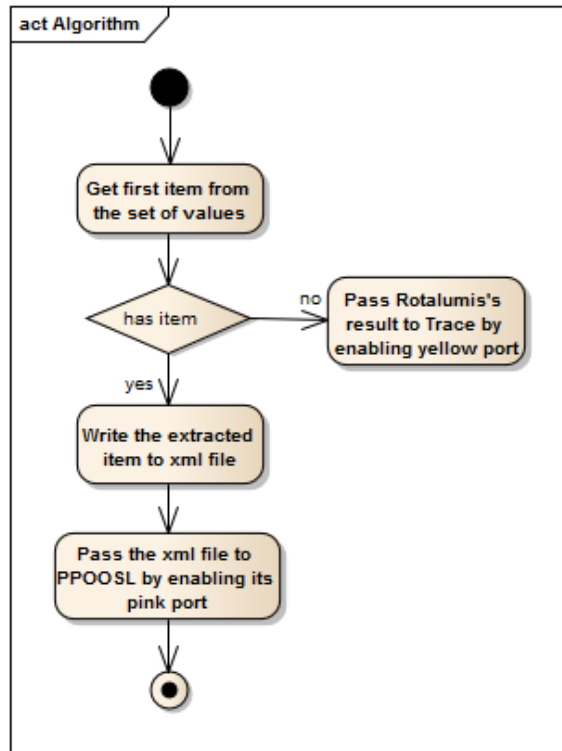 act Algorithm
Get first item from
the set of values
has item
no
Pass Rotalumis's
result to Trace by
enabling yellow port
yes
Write the extracted
item to xml file
Pass the xml file to
PPOOSL by enabling its
pink port